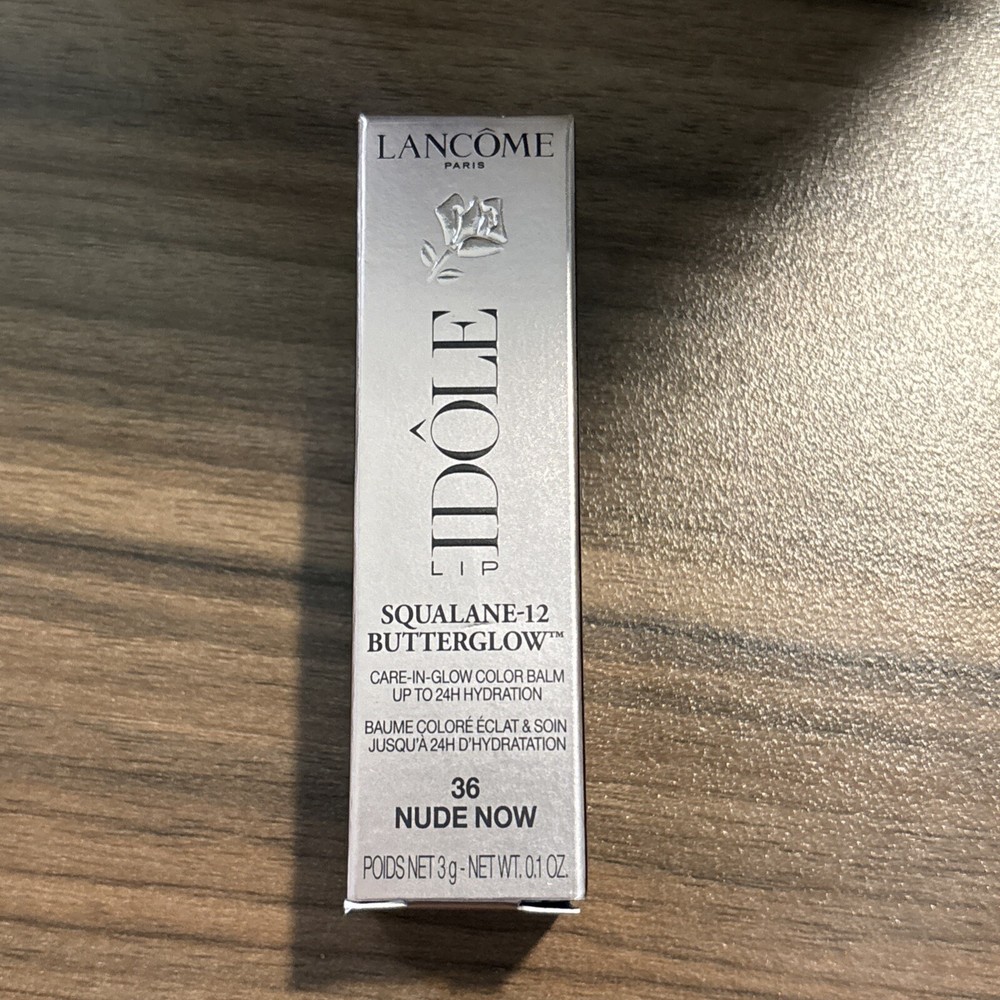 LANCÔME
PARIS
LIP
IDÔLE
SQUALANE-12
BUTTERGLOW™
CARE-IN-GLOW COLOR BALM
UP TO 24H HYDRATION
BAUME COLORÉ ÉCLAT & SOIN
JUSQU'À 24H D'HYDRATATION
36
NUDE NOW
POIDS NET 3 g - NET WT. 0.1 OZ.